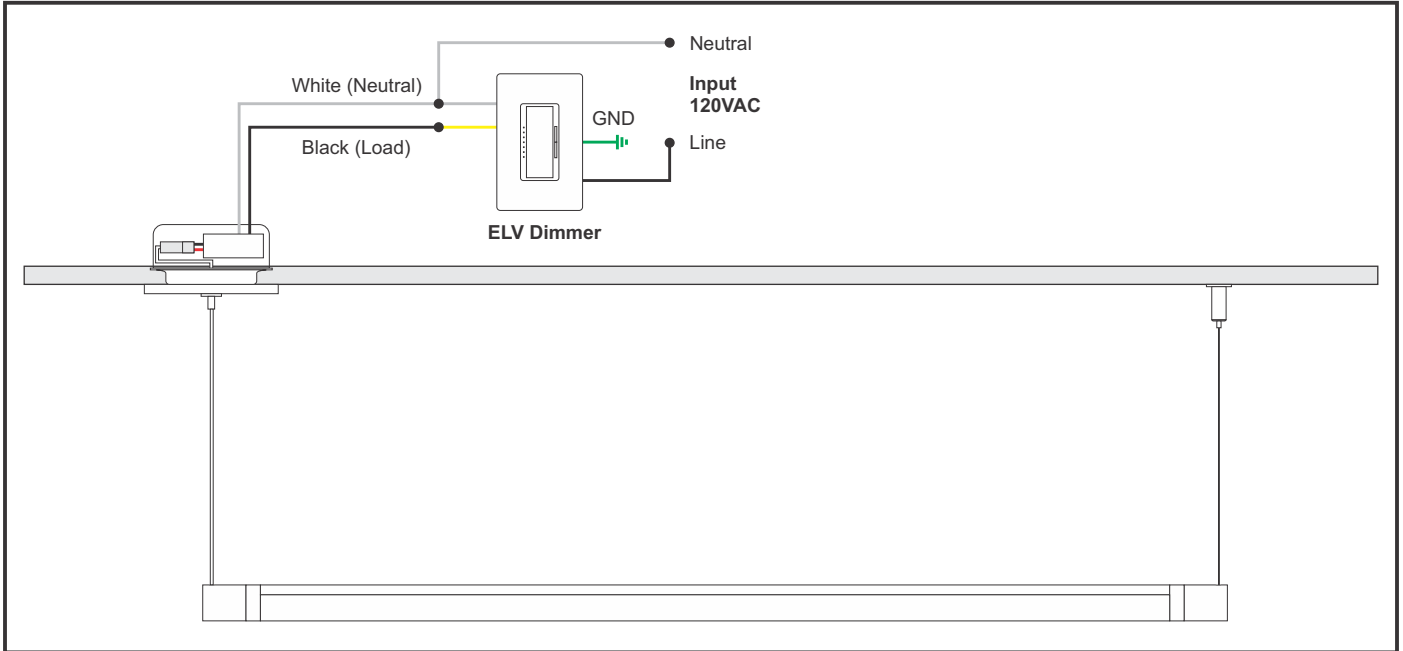 Neutral
White (Neutral)
Input
120VAC
GND
Black (Load)
Line
ELV Dimmer